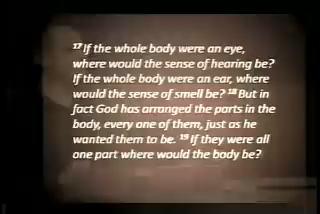 ¹⁷ If the whole body were an eye,
where would the sense of hearing be?
If the whole body were an ear, where
would the sense of smell be? ¹⁸ But in
fact God has arranged the parts in the
body, every one of them, just as he
wanted them to be. ¹⁹ If they were all
one part where would the body be?